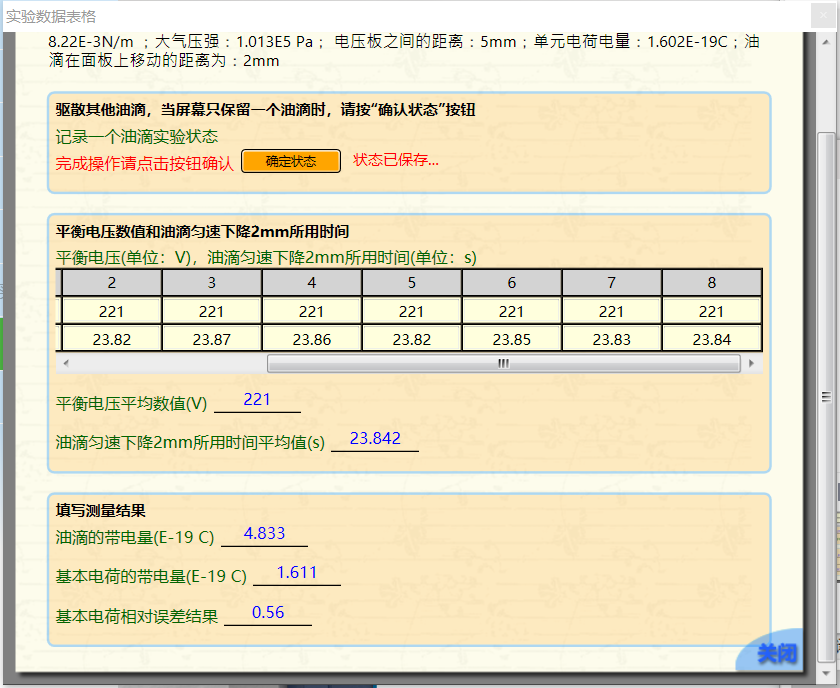 实验数据表格
8.22E-3N/m ；大气压强：1.013E5 Pa； 电压板之间的距离：5mm；单元电荷电量：1.602E-19C；油
滴在面板上移动的距离为：2mm
驱散其他油滴，当屏幕只保留一个油滴时，请按“确认状态”按钮
记录一个油滴实验状态
完成操作请点击按钮确认 确定状态 状态已保存...
平衡电压数值和油滴匀速下降2mm所用时间
平衡电压(单位：V)，油滴匀速下降2mm所用时间(单位：s)
2 3 4 5 6 7 8
221 221 221 221 221 221 221
23.82 23.87 23.86 23.82 23.85 23.83 23.84
平衡电压平均数值(V) 221
油滴匀速下降2mm所用时间平均值(s) 23.842
填写测量结果
油滴的带电量(E-19 C) 4.833
基本电荷的带电量(E-19 C) 1.611
基本电荷相对误差结果 0.56
关闭